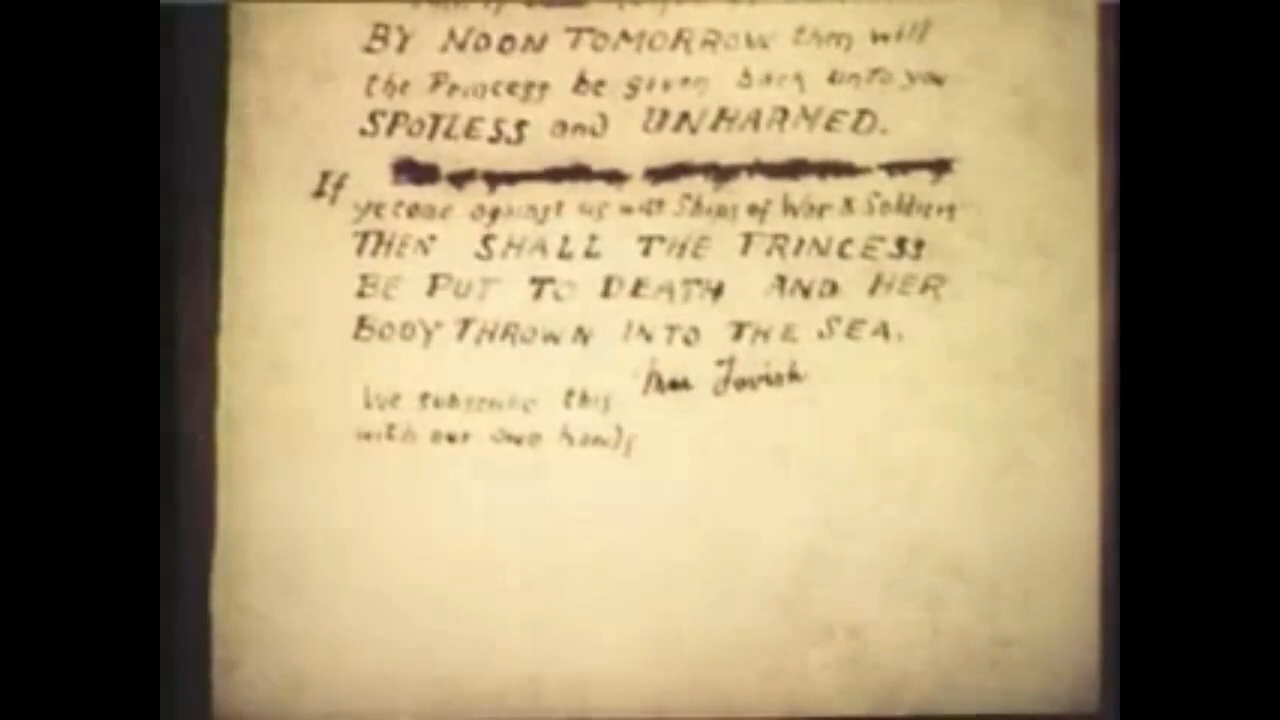 BY NOON TOMORROW then will
the Princess be given back unto you
SPOTLESS and UNHARMED.
If
ye come against us with Ships of War & Soldiers
THEN SHALL THE PRINCESS
BE PUT TO DEATH AND HER
BODY THROWN INTO THE SEA.
We subscribe this
with our own hands